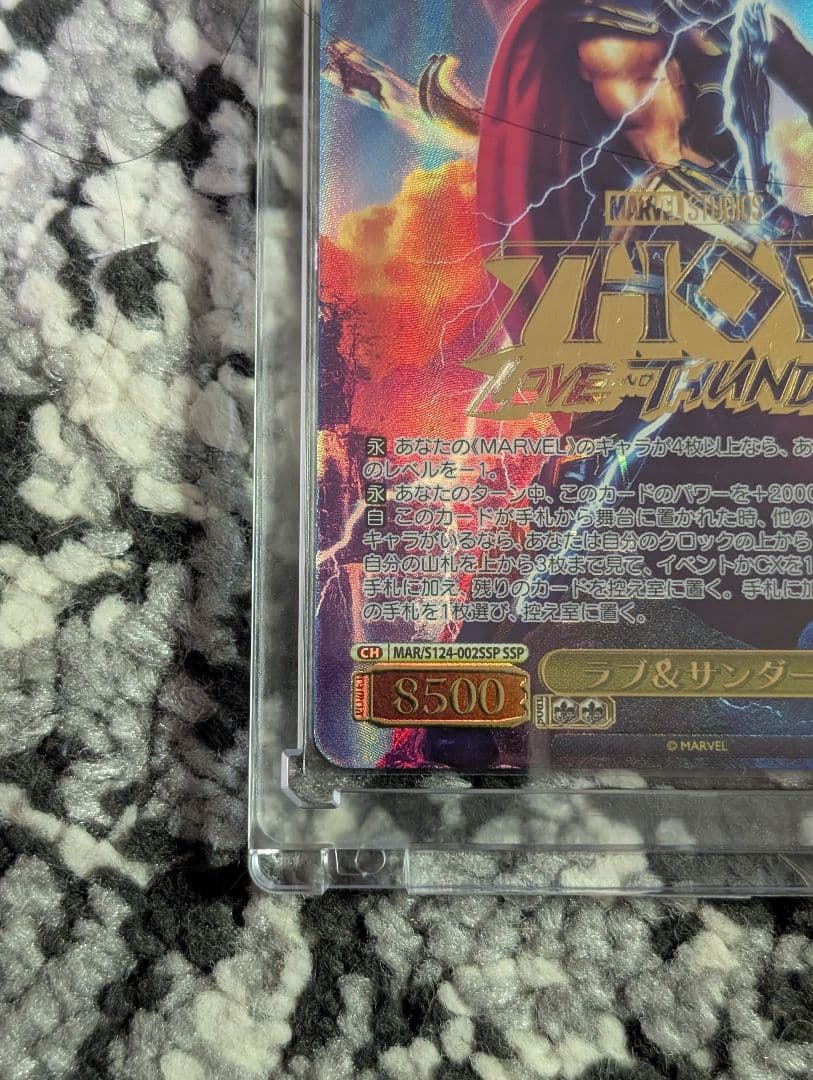 MARVEL STUDIOS
THO
LOVE AND THUND
永 あなたの《MARVEL》のキャラが4枚以上なら、あ
のレベルを－1。
永 あなたのターン中、このカードのパワーを＋2000
自 このカードが手札から舞台に置かれた時、他の
キャラがいるなら、あなたは自分のクロックの上から
自分の山札を上から3枚まで見て、イベントかCXを1
手札に加え、残りのカードを控え室に置く。手札に加
の手札を1枚選び、控え室に置く。
CH MAR/S124-002SSP SSP
8500
ラブ&サンダー
© MARVEL